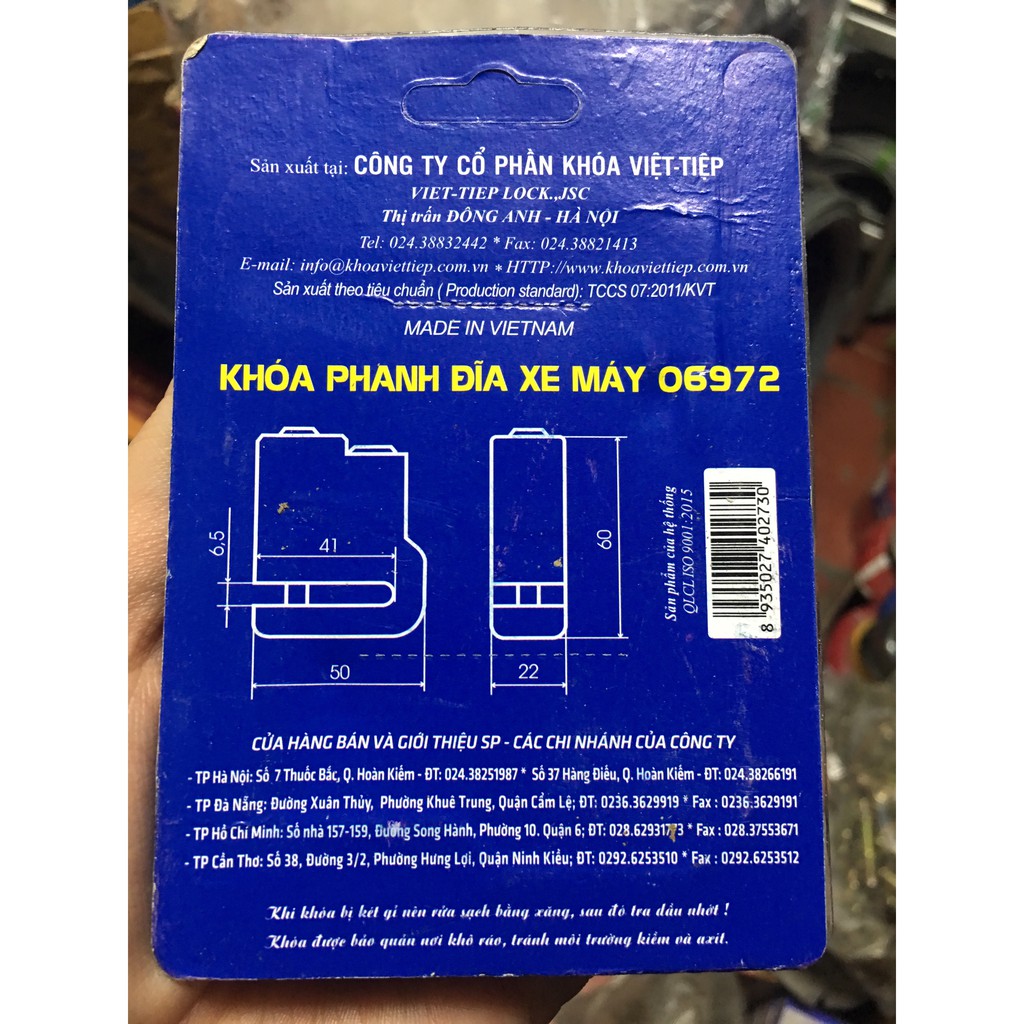 Sản xuất tại: CÔNG TY CỔ PHẦN KHÓA VIỆT-TIỆP
VIET-TIEP LOCK.,JSC
Thị trấn ĐÔNG ANH - HÀ NỘI
Tel: 024.38832442 * Fax: 024.38821413
E-mail: info@khoaviettiep.com.vn * HTTP://www.khoaviettiep.com.vn
Sản xuất theo tiêu chuẩn ( Production standard): TCCS 07:2011/KVT
MADE IN VIETNAM
KHÓA PHANH ĐĨA XE MÁY 06972
6,5
41
50
60
22
Sản phẩm của hệ thống
QLCL ISO 9001:2015
8 935027 402730
CỬA HÀNG BÁN VÀ GIỚI THIỆU SP - CÁC CHI NHÁNH CỦA CÔNG TY
- TP Hà Nội: Số 7 Thuốc Bắc, Q. Hoàn Kiếm - ĐT: 024.38251987 * Số 37 Hàng Điếu, Q. Hoàn Kiếm - ĐT: 024.38266191
- TP Đà Nẵng: Đường Xuân Thủy, Phường Khuê Trung, Quận Cẩm Lệ; ĐT: 0236.3629919 * Fax : 0236.3629191
- TP Hồ Chí Minh: Số nhà 157-159, Đường Song Hành, Phường 10. Quận 6; ĐT: * Fax : 028.37553671
- TP Cần Thơ: Số 38, Đường 3/2, Phường Hưng Lợi, Quận Ninh Kiều; ĐT: 0292.6253510 * Fax : 0292.6253512
Khi khóa bị két gỉ nên rửa sạch bằng xăng, sau đó tra dầu nhớt !
Khóa được bảo quản nơi khô ráo, tránh môi trường kiềm và axít.